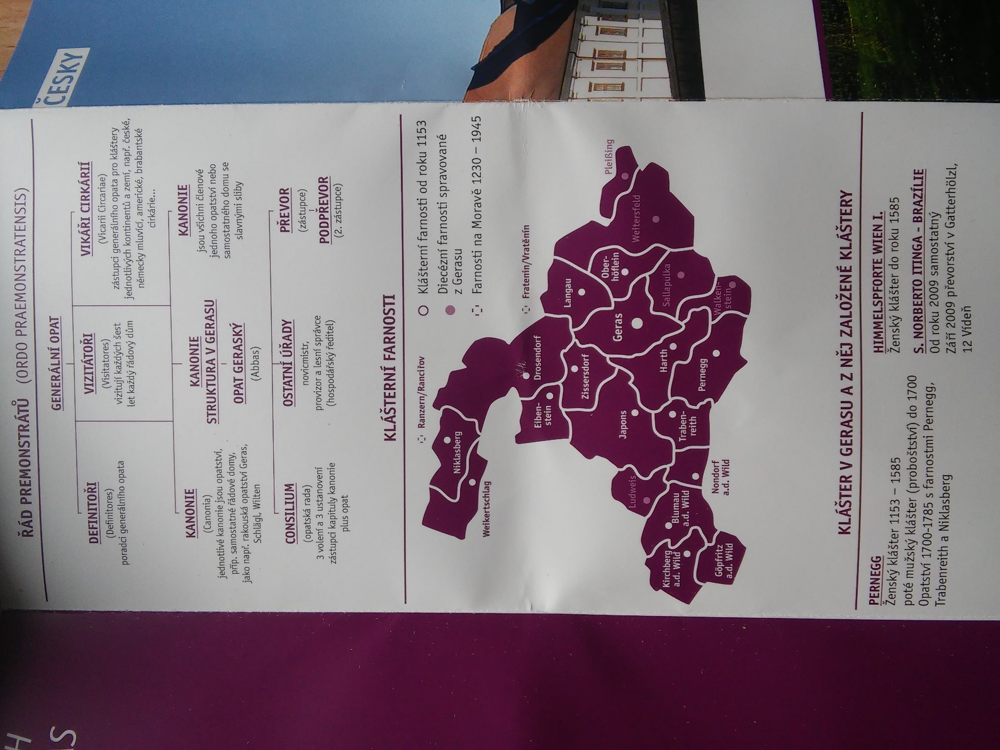 ČESKY
ŘÁD PREMONSTRÁTŮ (ORDO PRAEMONSTRATENSIS)
GENERÁLNÍ OPAT
DEFINITOŘI
(Definitores)
poradci generálního opata
VIZITÁTOŘI
(Visitatores)
vizitují každých šest
let každý řádový dům
VIKÁŘI CIRKÁRIÍ
(Vicarii Circariae)
zástupci generálního opata pro kláštery
jednotlivých kontinentů a zemí, např. české,
německy mluvící, americké, brabantské
cirkárie...
KANONIE
(Canonia)
jednotlivé kanonie jsou opatství,
příp. samostatné řádové domy,
jako např. rakouská opatství Geras,
Schlägl, Wilten
KANONIE
STRUKTURA V GERASU
OPAT GERASKÝ
(Abbas)
KANONIE
jsou všichni členové
jednoho opatství nebo
samostatného domu se
slavnými sliby
CONSILIUM
(opatská rada)
3 volení a 3 ustanovení
zástupci kapituly kanonie
plus opat
OSTATNÍ ÚŘADY
novicmistr,
provizor a lesní správce
(hospodářský ředitel)
PŘEVOR
(zástupce)
PODPŘEVOR
(2. zástupce)
KLÁŠTERNÍ FARNOSTI
Klášterní farnosti od roku 1153
Diecézní farnosti spravované
z Gerasu
Farnosti na Moravě 1230 – 1945
Ranzern/Rancířov
Fratenin/Vratěnín
Pleißing
Niklasberg
Weikertschlag
Drosendorf
Eiben-
stein
Zissersdorf
Langau
Ober-
höflein
Weitersfeld
Geras
Sallapulka
Walken-
stein
Japons
Harth
Pernegg
Traben-
reith
Ludweis
Nondorf
a.d. Wild
Blumau
a.d. Wild
Kirchberg
a.d. Wild
Göpfritz
a.d. Wild
KLÁŠTER V GERASU A Z NĚJ ZALOŽENÉ KLÁŠTERY
PERNEGG
Ženský klášter 1153 – 1585
poté mužský klášter (proboštství) do 1700
Opatství 1700-1785 s farnostmi Pernegg,
Trabenreith a Niklasberg
HIMMELSPFORTE WIEN I.
Ženský klášter do roku 1585
S. NORBERTO ITINGA - BRAZÍLIE
Od roku 2009 samostatný
Září 2009 převorství v Gatterhölzl,
12 Vídeň
H
S